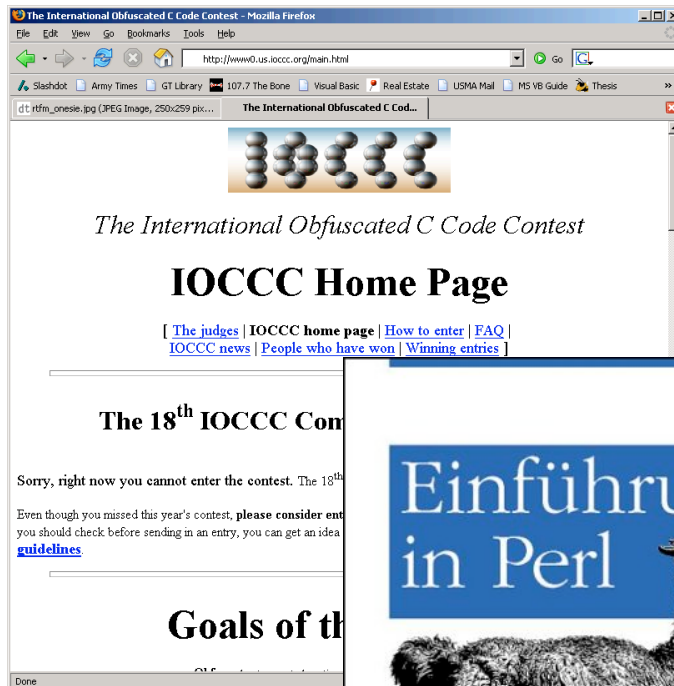 The International Obfuscated C Code Contest - Mozilla Firefox
File Edit View Go Bookmarks Tools Help
http://www0.us.ioccc.org/main.html Go
Slashdot Army Times GT Library 107.7 The Bone Visual Basic Real Estate USMA Mail MS VB Guide Thesis »
dt rtfm_onesie.jpg (JPEG Image, 250x259 pix... The International Obfuscated C Cod...
IOCCC
The International Obfuscated C Code Contest
IOCCC Home Page
[ The judges | IOCCC home page | How to enter | FAQ |
IOCCC news | People who have won | Winning entries ]
The 18th IOCCC Com
Sorry, right now you cannot enter the contest. The 18th
Even though you missed this year's contest, please consider ent
you should check before sending in an entry, you can get an idea
guidelines.
Goals of th
Done
Einführu
in Perl